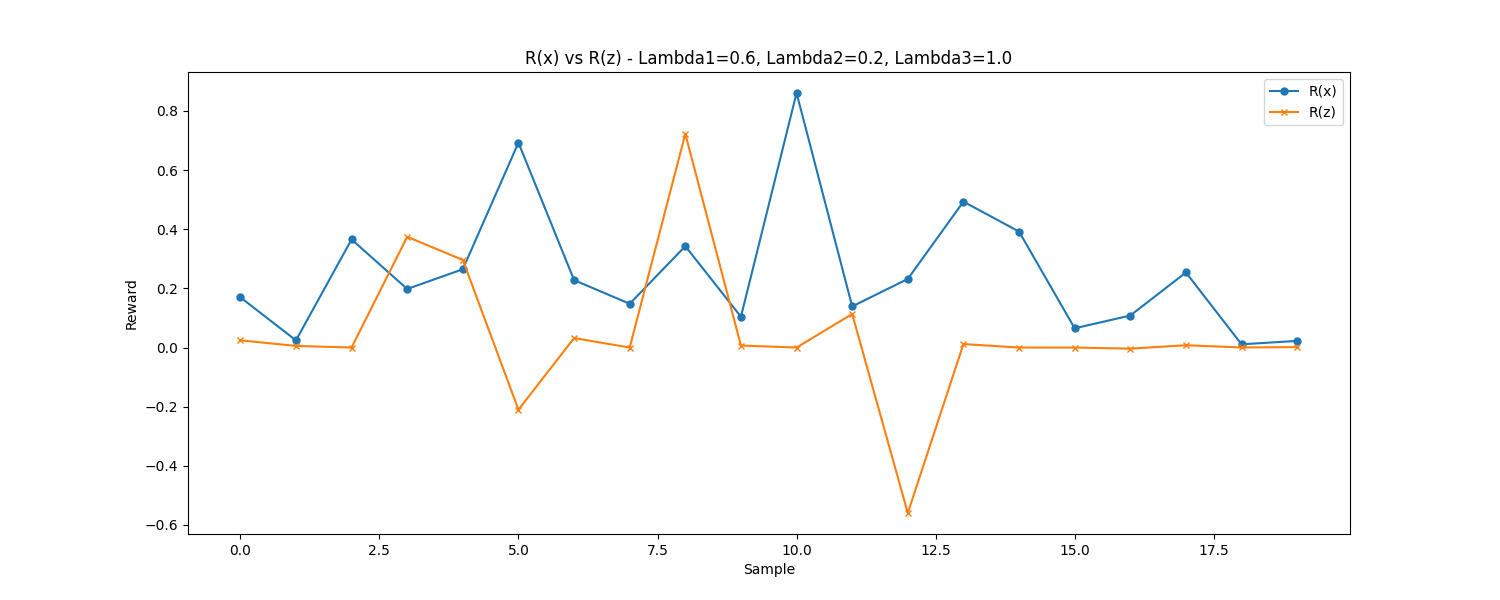 R(x) vs R(z) - Lambda1=0.6, Lambda2=0.2, Lambda3=1.0
R(x)
R(z)
Reward
0.8
0.6
0.4
0.2
0.0
−0.2
−0.4
−0.6
0.0 2.5 5.0 7.5 10.0 12.5 15.0 17.5
Sample